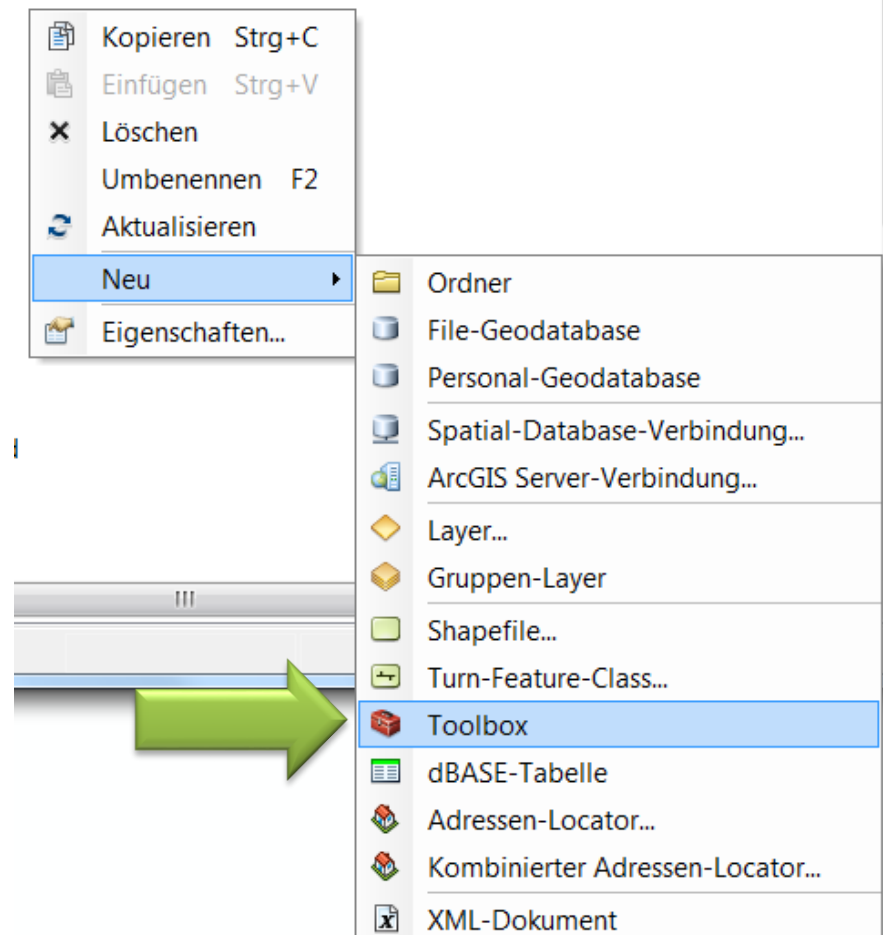 Kopieren Strg+C
Einfügen Strg+V
Löschen
Umbenennen F2
Aktualisieren
Neu
Eigenschaften...
Ordner
File-Geodatabase
Personal-Geodatabase
Spatial-Database-Verbindung...
ArcGIS Server-Verbindung...
Layer...
Gruppen-Layer
Shapefile...
Turn-Feature-Class...
Toolbox
dBASE-Tabelle
Adressen-Locator...
Kombinierter Adressen-Locator...
XML-Dokument